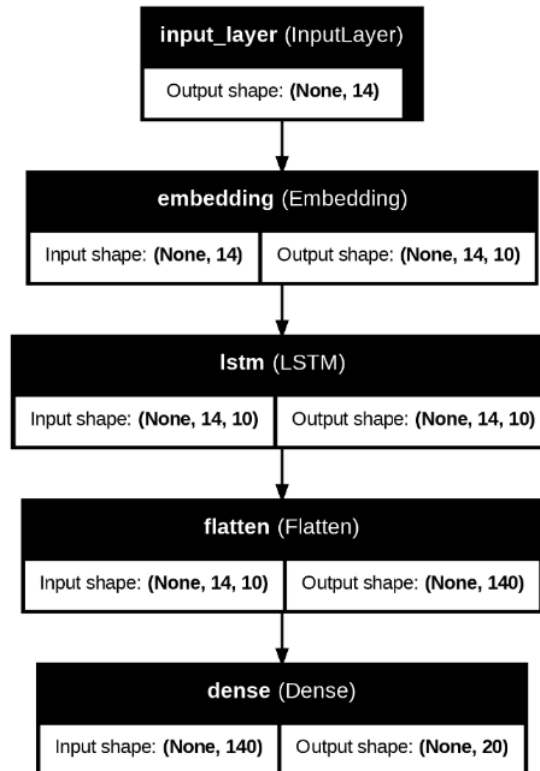 input_layer (InputLayer)
Output shape: (None, 14)
embedding (Embedding)
Input shape: (None, 14) Output shape: (None, 14, 10)
lstm (LSTM)
Input shape: (None, 14, 10) Output shape: (None, 14, 10)
flatten (Flatten)
Input shape: (None, 14, 10) Output shape: (None, 140)
dense (Dense)
Input shape: (None, 140) Output shape: (None, 20)